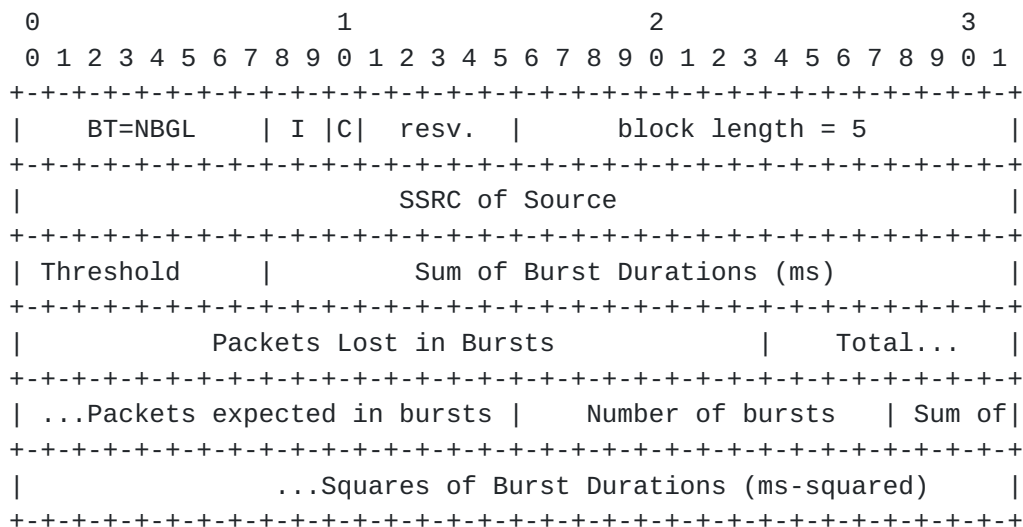 0                   1                   2                   3
0 1 2 3 4 5 6 7 8 9 0 1 2 3 4 5 6 7 8 9 0 1 2 3 4 5 6 7 8 9 0 1
+-+-+-+-+-+-+-+-+-+-+-+-+-+-+-+-+-+-+-+-+-+-+-+-+-+-+-+-+-+-+-+-+
|    BT=NBGL    | I |C|  resv.  |      block length = 5         |
+-+-+-+-+-+-+-+-+-+-+-+-+-+-+-+-+-+-+-+-+-+-+-+-+-+-+-+-+-+-+-+-+
|                        SSRC of Source                         |
+-+-+-+-+-+-+-+-+-+-+-+-+-+-+-+-+-+-+-+-+-+-+-+-+-+-+-+-+-+-+-+-+
| Threshold     |         Sum of Burst Durations (ms)           |
+-+-+-+-+-+-+-+-+-+-+-+-+-+-+-+-+-+-+-+-+-+-+-+-+-+-+-+-+-+-+-+-+
|            Packets Lost in Bursts             |    Total...   |
+-+-+-+-+-+-+-+-+-+-+-+-+-+-+-+-+-+-+-+-+-+-+-+-+-+-+-+-+-+-+-+-+
| ...Packets expected in bursts |    Number of bursts   | Sum of|
+-+-+-+-+-+-+-+-+-+-+-+-+-+-+-+-+-+-+-+-+-+-+-+-+-+-+-+-+-+-+-+-+
|                ...Squares of Burst Durations (ms-squared)     |
+-+-+-+-+-+-+-+-+-+-+-+-+-+-+-+-+-+-+-+-+-+-+-+-+-+-+-+-+-+-+-+-+